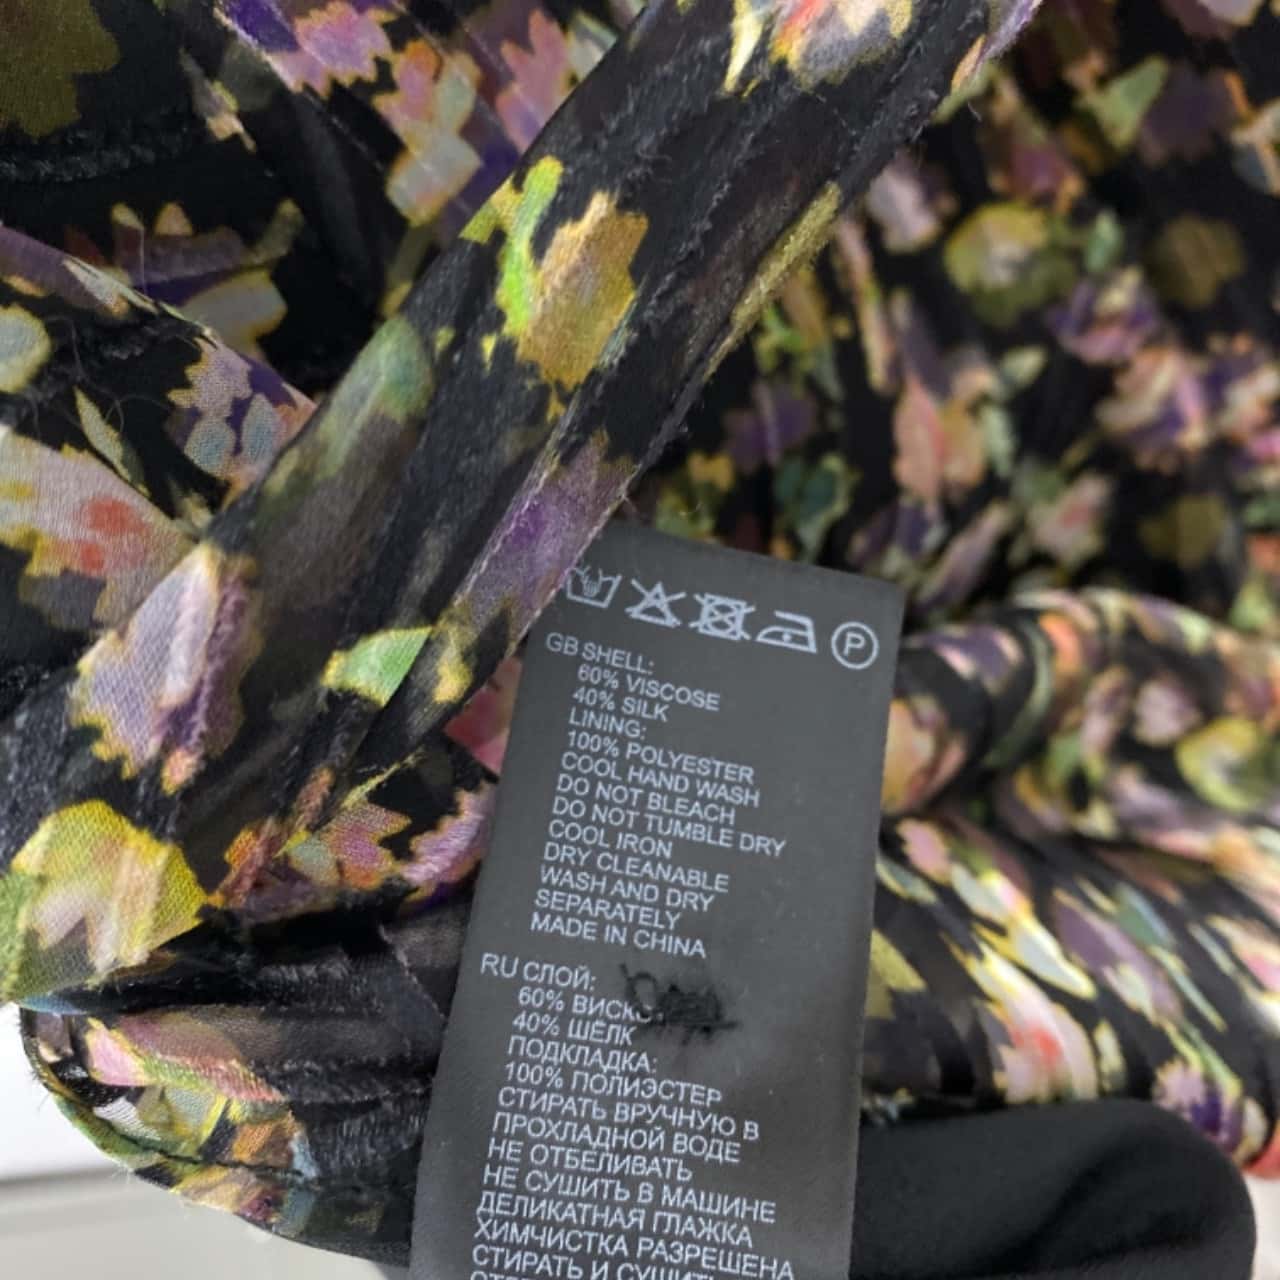 P
GB SHELL:
60% VISCOSE
40% SILK
LINING:
100% POLYESTER
COOL HAND WASH
DO NOT BLEACH
DO NOT TUMBLE DRY
COOL IRON
DRY CLEANABLE
WASH AND DRY
SEPARATELY
MADE IN CHINA
RU СЛОЙ:
60%
40% ШЁЛК
ПОДКЛАДКА:
100% ПОЛИЭСТЕР
СТИРАТЬ ВРУЧНУЮ В
ПРОХЛАДНОЙ ВОДЕ
НЕ ОТБЕЛИВАТЬ
НЕ СУШИТЬ В МАШИНЕ
ДЕЛИКАТНАЯ ГЛАЖКА
ХИМЧИСТКА РАЗРЕШЕНА
СТИРАТЬ И